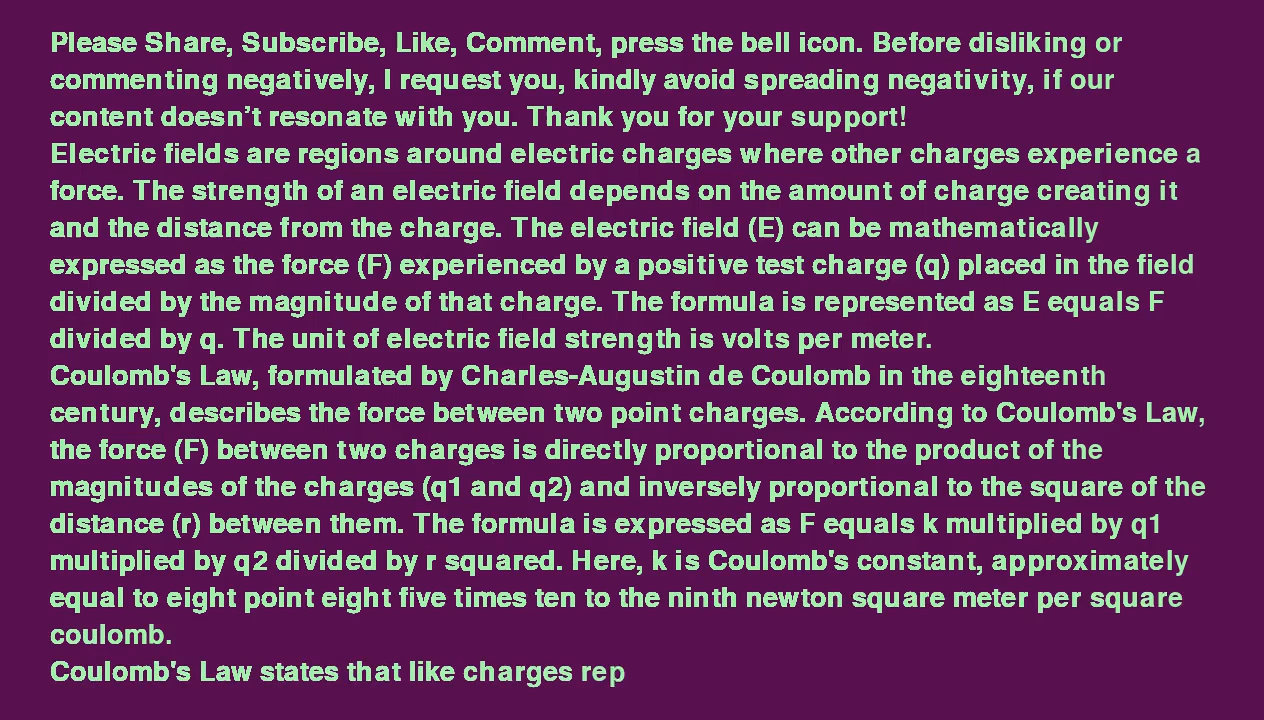 Please Share, Subscribe, Like, Comment, press the bell icon. Before disliking or
commenting negatively, I request you, kindly avoid spreading negativity, if our
content doesn’t resonate with you. Thank you for your support!
Electric fields are regions around electric charges where other charges experience a
force. The strength of an electric field depends on the amount of charge creating it
and the distance from the charge. The electric field (E) can be mathematically
expressed as the force (F) experienced by a positive test charge (q) placed in the field
divided by the magnitude of that charge. The formula is represented as E equals F
divided by q. The unit of electric field strength is volts per meter.
Coulomb's Law, formulated by Charles-Augustin de Coulomb in the eighteenth
century, describes the force between two point charges. According to Coulomb's Law,
the force (F) between two charges is directly proportional to the product of the
magnitudes of the charges (q1 and q2) and inversely proportional to the square of the
distance (r) between them. The formula is expressed as F equals k multiplied by q1
multiplied by q2 divided by r squared. Here, k is Coulomb's constant, approximately
equal to eight point eight five times ten to the ninth newton square meter per square
coulomb.
Coulomb's Law states that like charges rep